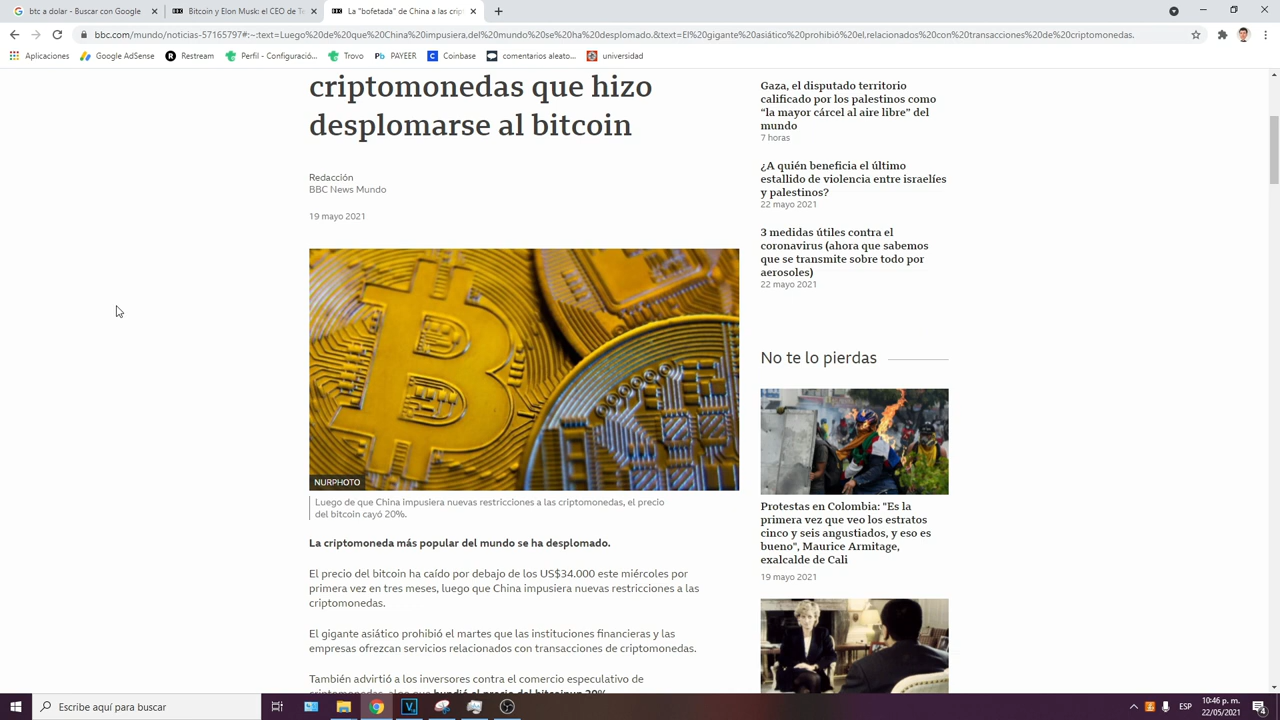 btc a dolar - Buscar con Google
Bitcoin y Elon Musk: el CEO de T
La "bofetada" de China a las crip
bbc.com/mundo/noticias-57165797#:~:text=Luego%20de%20que%20China%20impusiera,del%20mundo%20se%20ha%20desplomado.&text=El%20gigante%20asiático%20prohibió%20el,relacionados%20con%20transacciones%20de%20criptomonedas.
Aplicaciones
Google AdSense
Restream
Perfil - Configuració...
Trovo
PAYEER
Coinbase
comentarios aleato...
universidad
criptomonedas que hizo
desplomarse al bitcoin
Redacción
BBC News Mundo
19 mayo 2021
NURPHOTO
Luego de que China impusiera nuevas restricciones a las criptomonedas, el precio
del bitcoin cayó 20%.
La criptomoneda más popular del mundo se ha desplomado.
El precio del bitcoin ha caído por debajo de los US$34.000 este miércoles por
primera vez en tres meses, luego que China impusiera nuevas restricciones a las
criptomonedas.
El gigante asiático prohibió el martes que las instituciones financieras y las
empresas ofrezcan servicios relacionados con transacciones de criptomonedas.
También advirtió a los inversores contra el comercio especulativo de
criptomonedas, algo que hundió el precio del bitcoin un 20%.
Gaza, el disputado territorio
calificado por los palestinos como
“la mayor cárcel al aire libre” del
mundo
7 horas
¿A quién beneficia el último
estallido de violencia entre israelíes
y palestinos?
22 mayo 2021
3 medidas útiles contra el
coronavirus (ahora que sabemos
que se transmite sobre todo por
aerosoles)
22 mayo 2021
No te lo pierdas
Protestas en Colombia: "Es la
primera vez que veo los estratos
cinco y seis angustiados, y eso es
bueno", Maurice Armitage,
exalcalde de Cali
19 mayo 2021
Escribe aquí para buscar
ESP
10:46 p. m.
22/05/2021